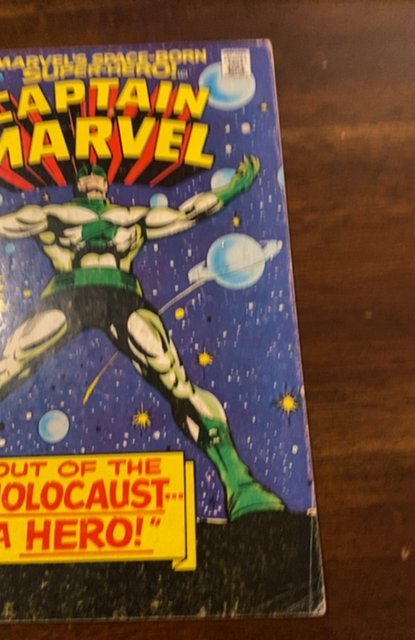 MARVEL'S SPACE-BORN
SUPER-HERO!
CAPTAIN
MARVEL
OUT OF THE
HOLOCAUST...
A HERO!"